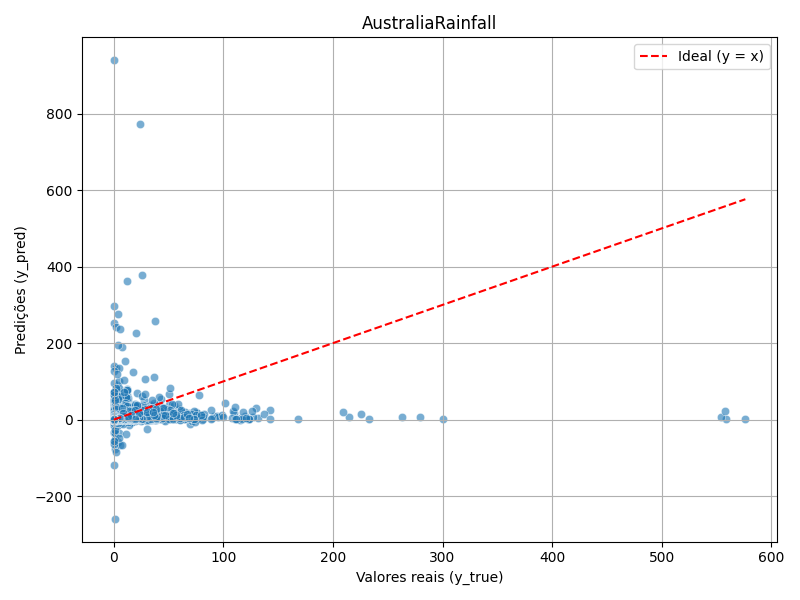 AustraliaRainfall
Ideal (y = x)
Predições (y_pred)
800
600
400
200
0
−200
0 100 200 300 400 500 600
Valores reais (y_true)